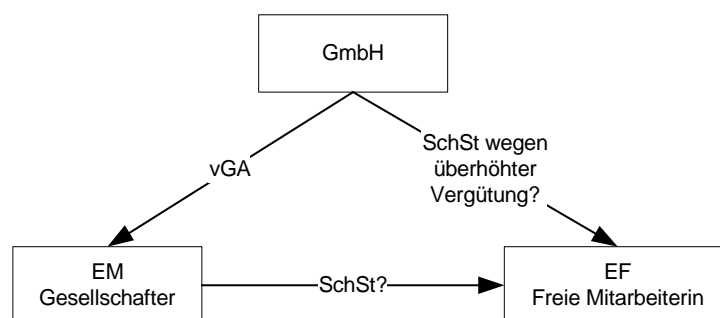 GmbH
vGA
SchSt wegen
überhöhter
Vergütung?
EM
Gesellschafter
SchSt?
EF
Freie Mitarbeiterin